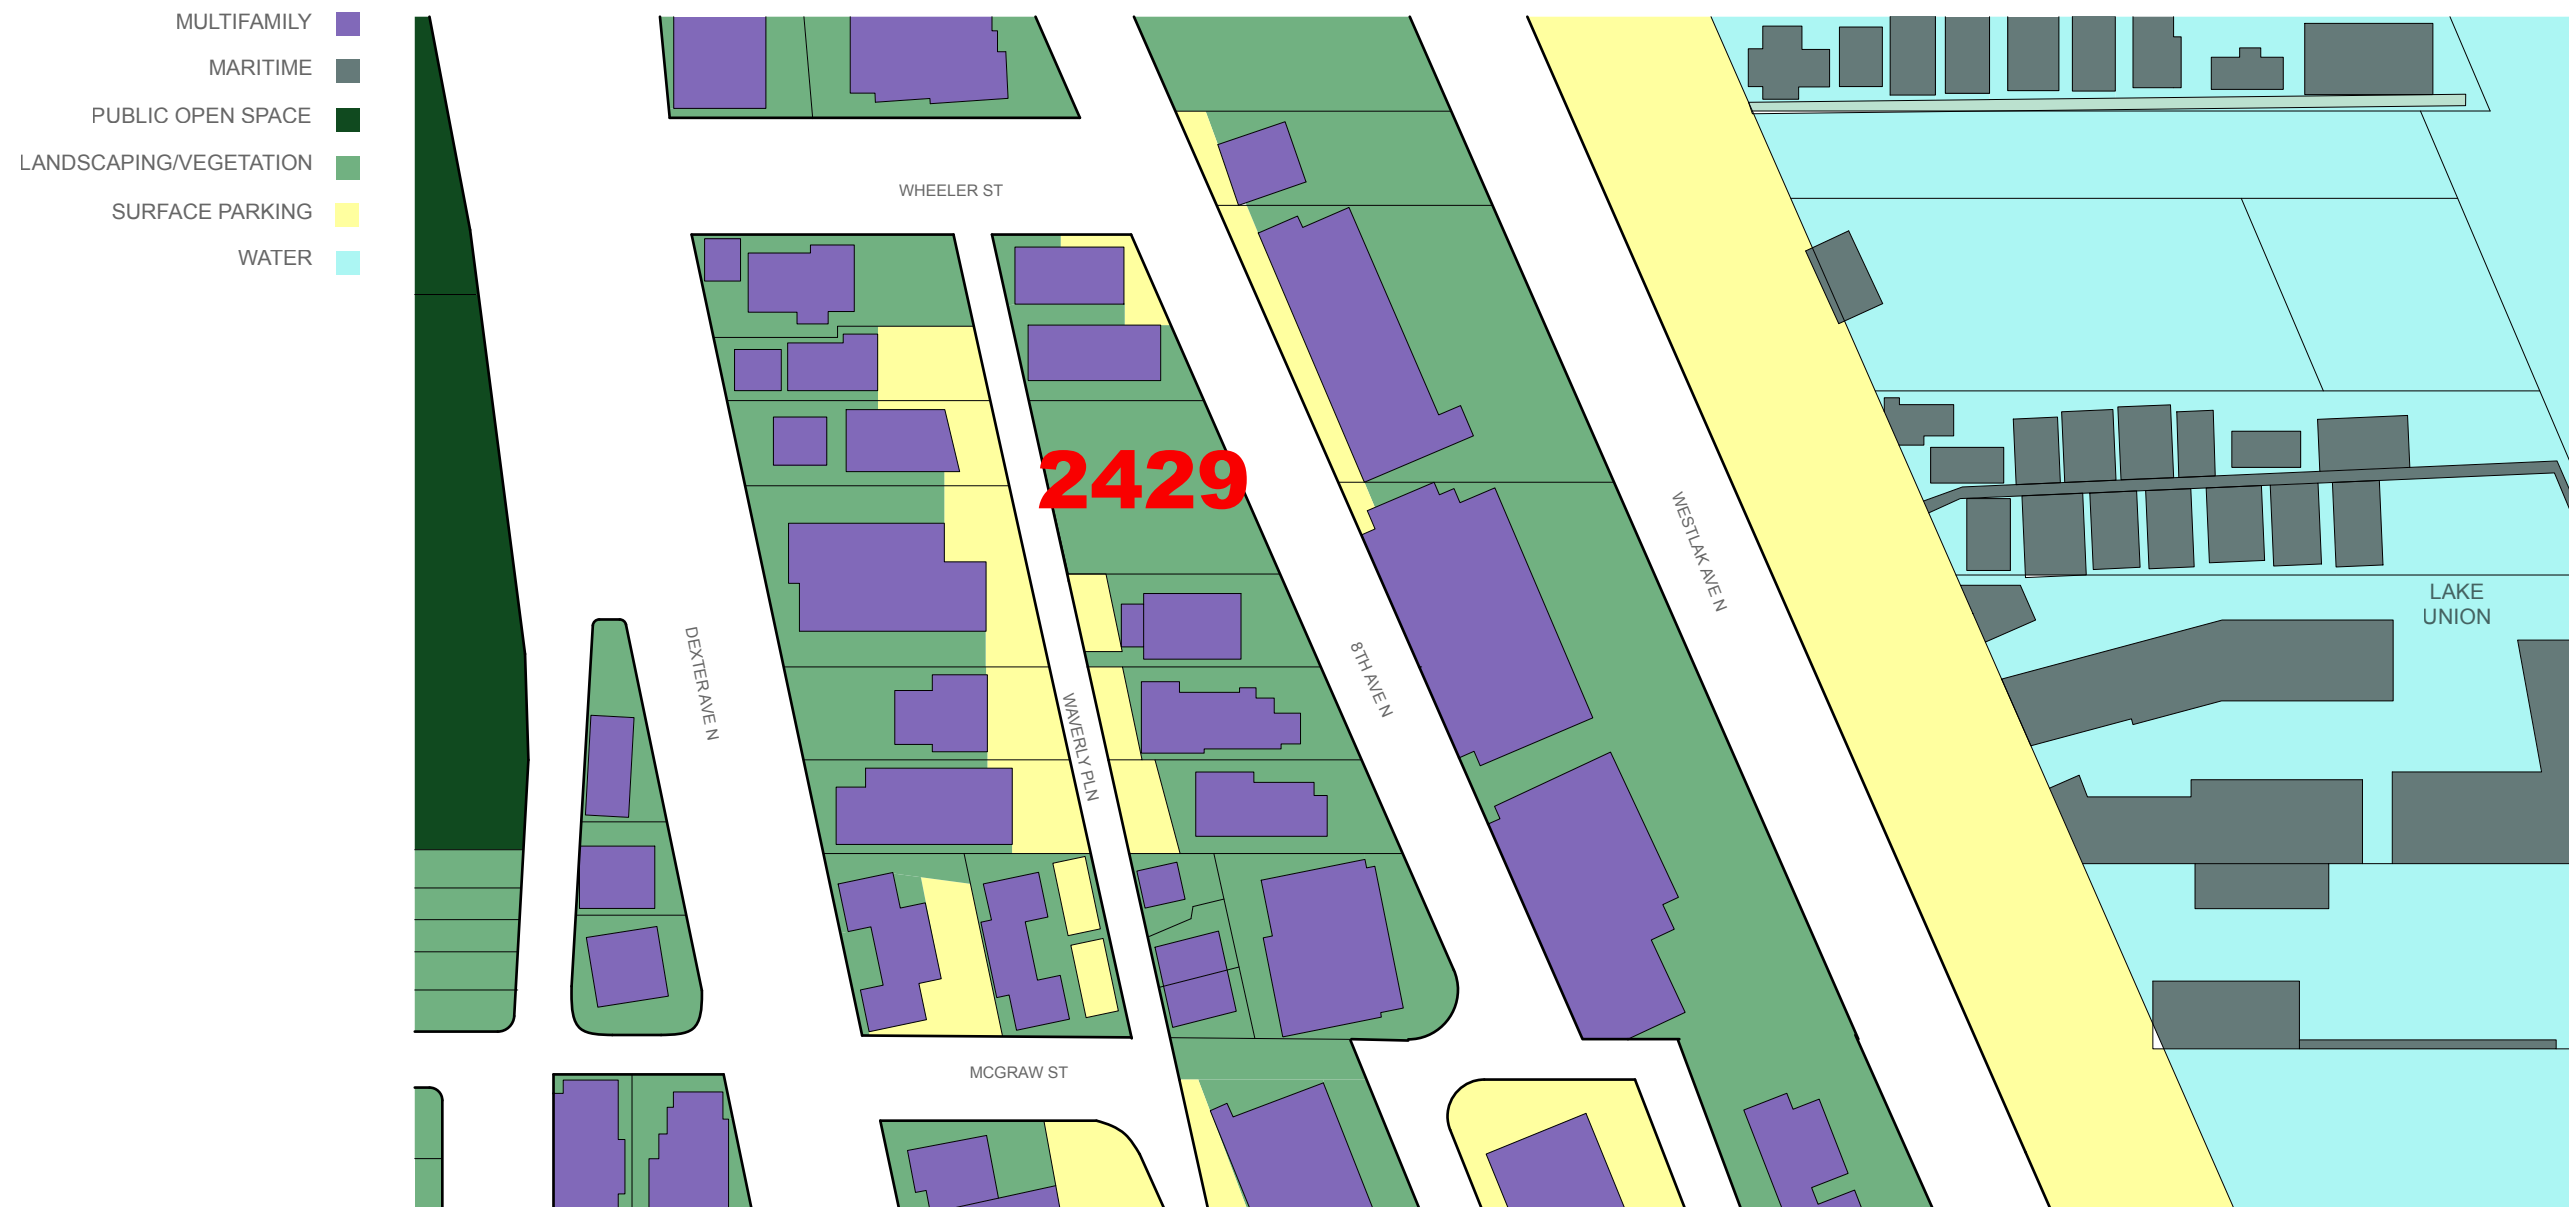 MULTIFAMILY
MARITIME
PUBLIC OPEN SPACE
LANDSCAPING/VEGETATION
SURFACE PARKING
WATER
WHEELER ST
2429
WESTLAK AVE N
LAKE
UNION
DEXTER AVE N
8TH AVE N
WAVERLY PLN
MCGRAW ST